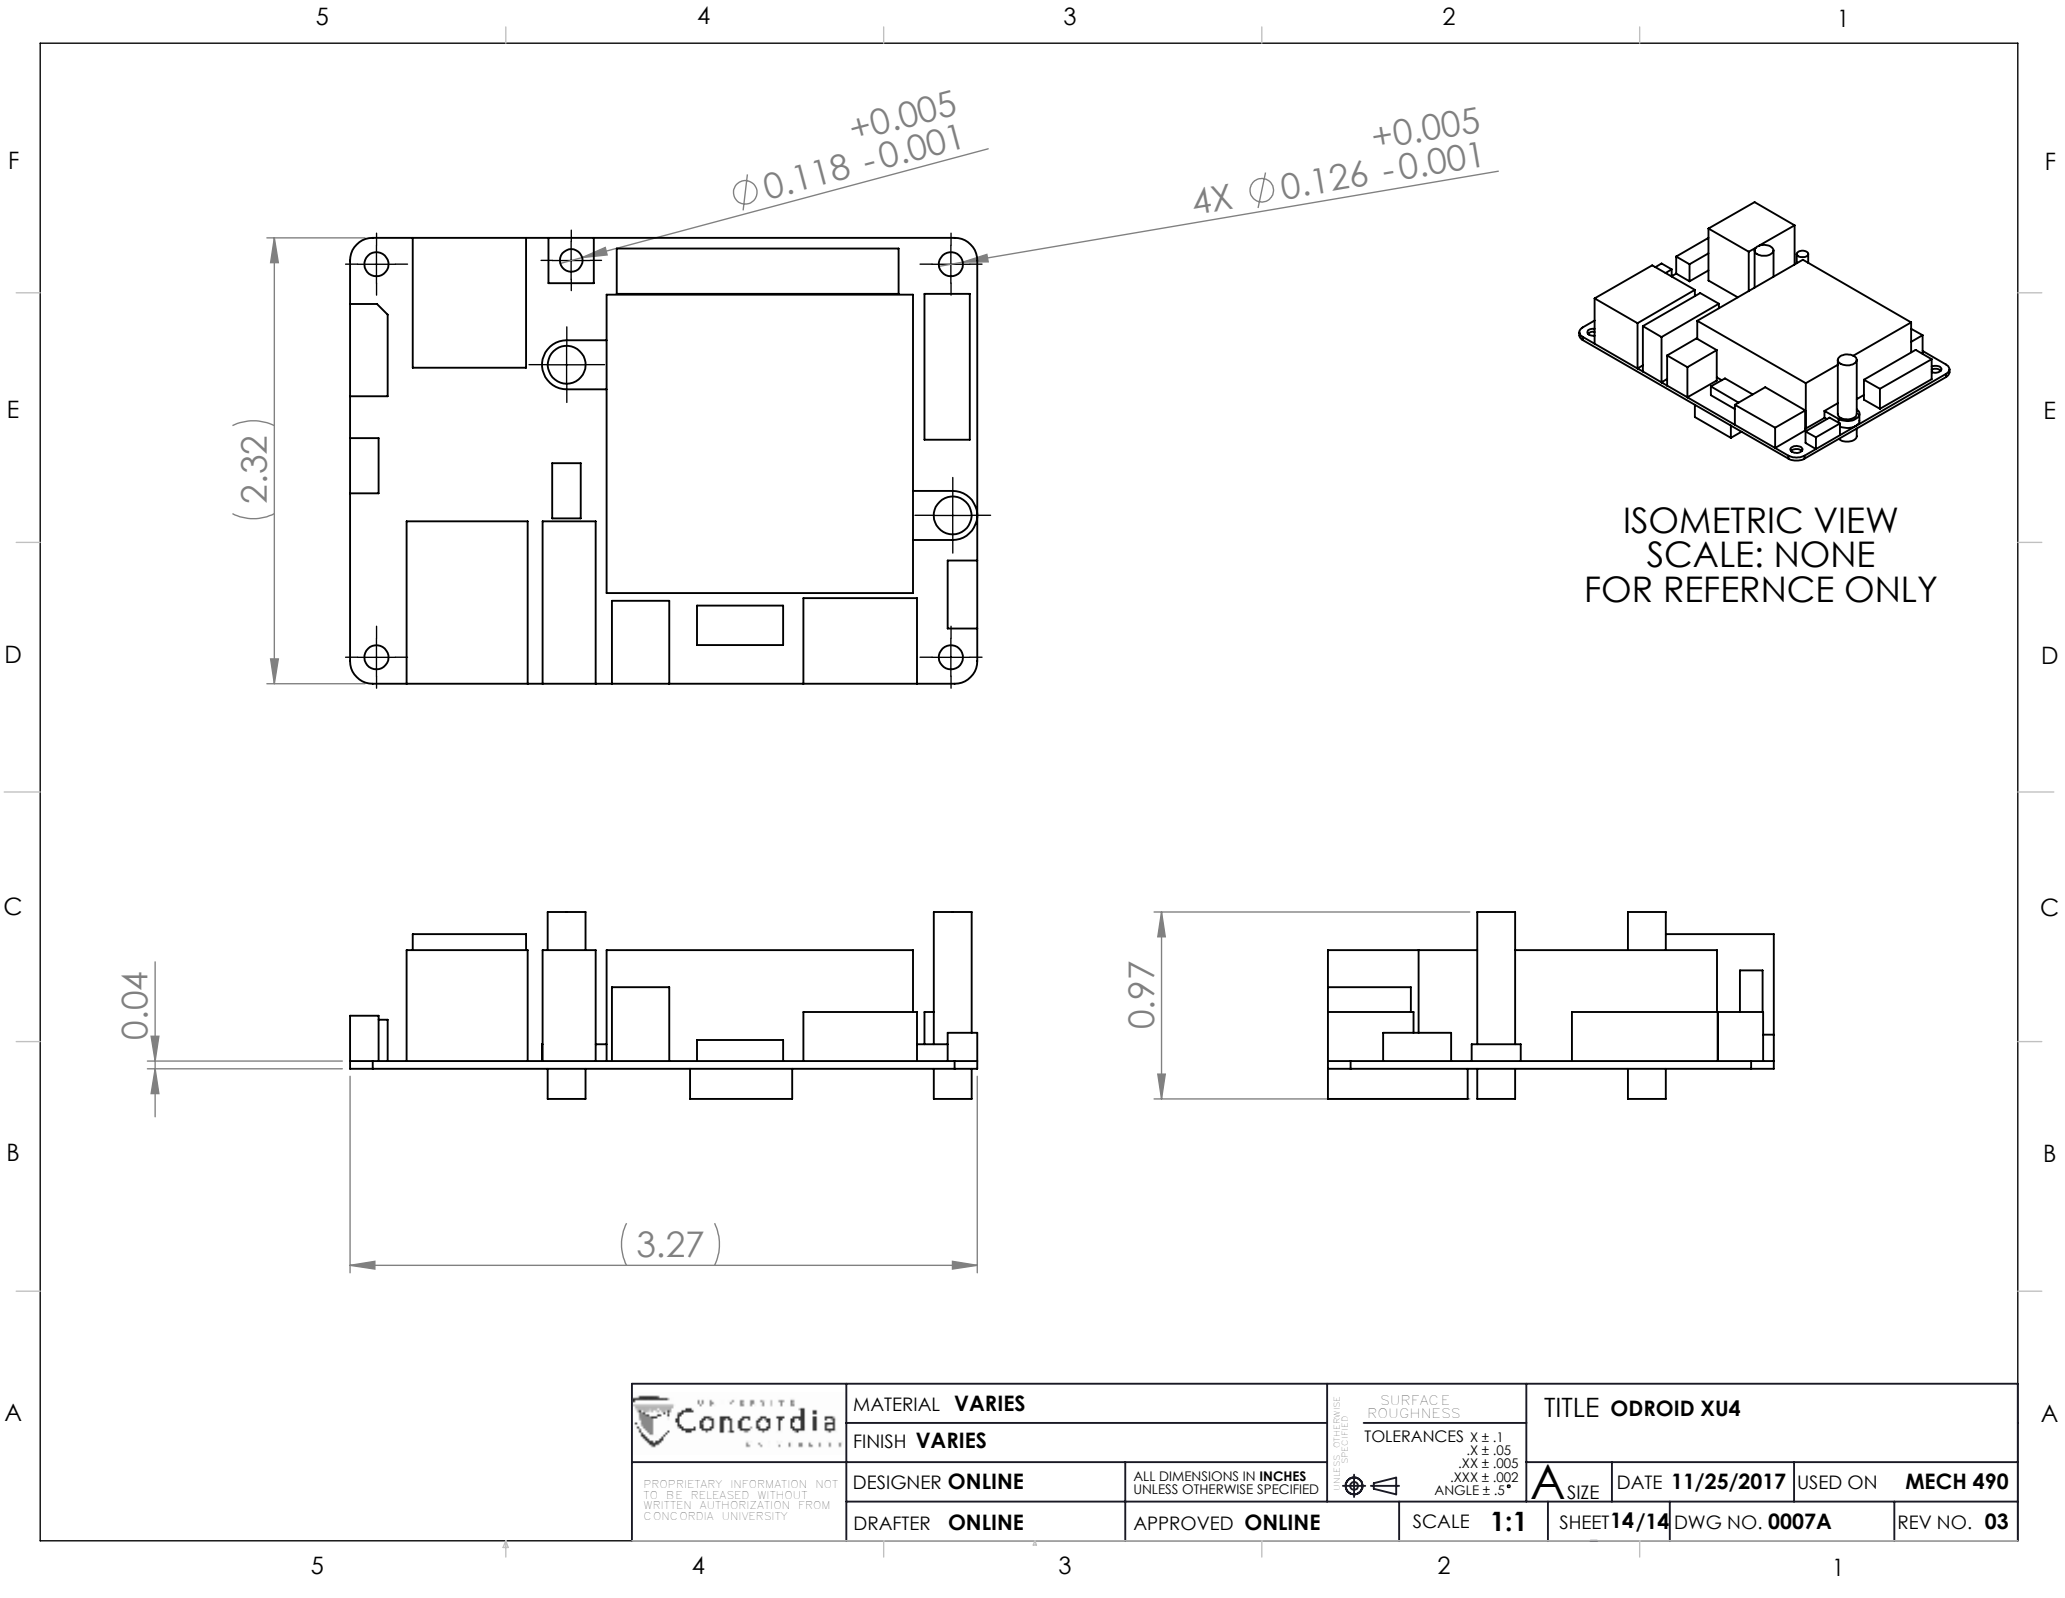 5 4 3 2 1
F F
E E
D D
C C
B B
A A
+0.005
∅0.118 -0.001
+0.005
4X ∅0.126 -0.001
(2.32)
ISOMETRIC VIEW
SCALE: NONE
FOR REFERNCE ONLY
0.04
0.97
(3.27)
Concordia
PROPRIETARY INFORMATION NOT
TO BE RELEASED WITHOUT
WRITTEN AUTHORIZATION FROM
CONCORDIA UNIVERSITY
MATERIAL VARIES
FINISH VARIES
DESIGNER ONLINE
DRAFTER ONLINE
ALL DIMENSIONS IN INCHES
UNLESS OTHERWISE SPECIFIED
APPROVED ONLINE
UNLESS OTHERWISE
SPECIFIED
SURFACE
ROUGHNESS
TOLERANCES X ± .1
.X ± .05
.XX ± .005
.XXX ± .002
ANGLE ± .5°
SCALE 1:1
TITLE ODROID XU4
A SIZE
DATE 11/25/2017
USED ON MECH 490
SHEET 14/14
DWG NO. 0007A
REV NO. 03
5 4 3 2 1